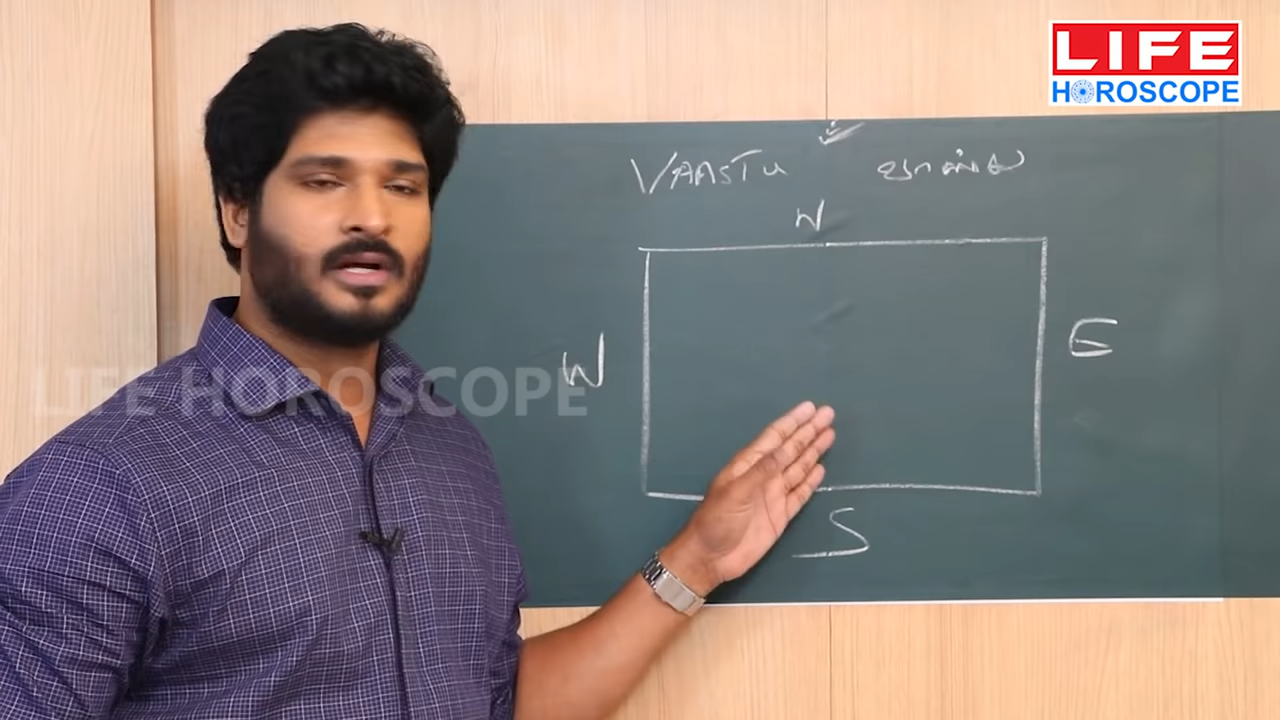 LIFE
HOROSCOPE
VAASTU வாஸ்து
N
W
E
LIFE HOROSCOPE
S